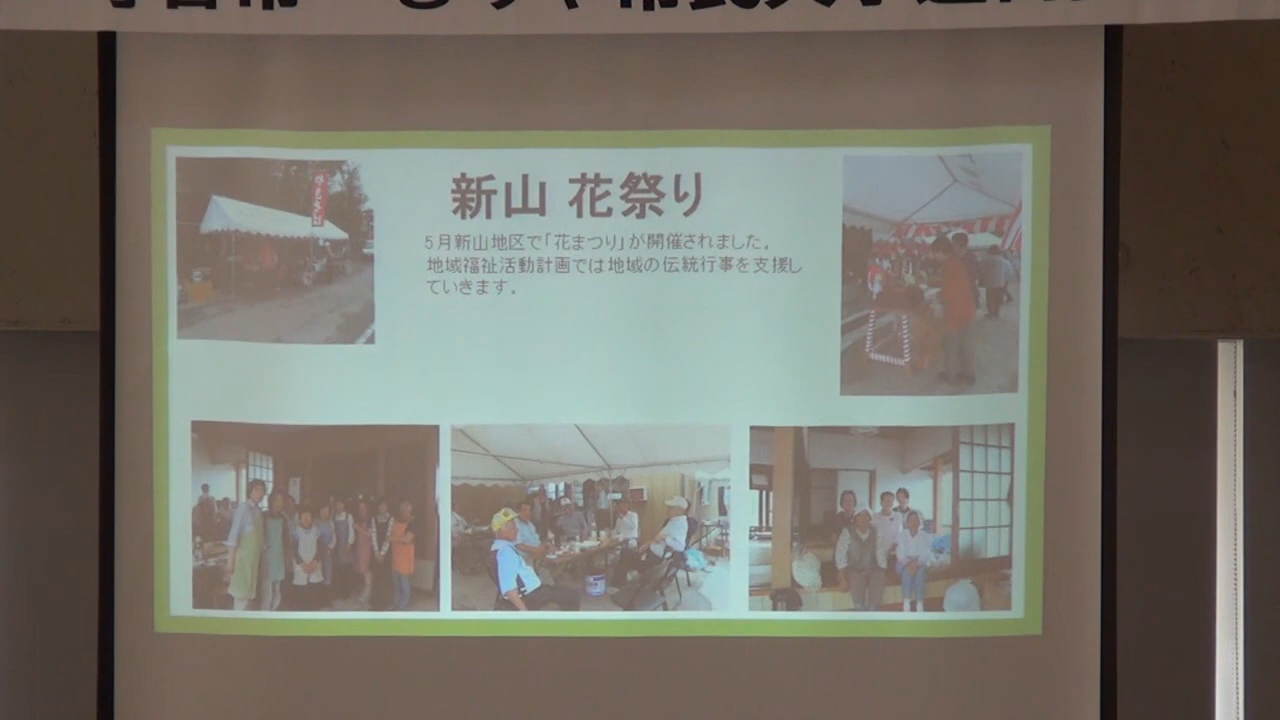 新山 花祭り
5月新山地区で「花まつり」が開催されました。
地域福祉活動計画では地域の伝統行事を支援し
ていきます。